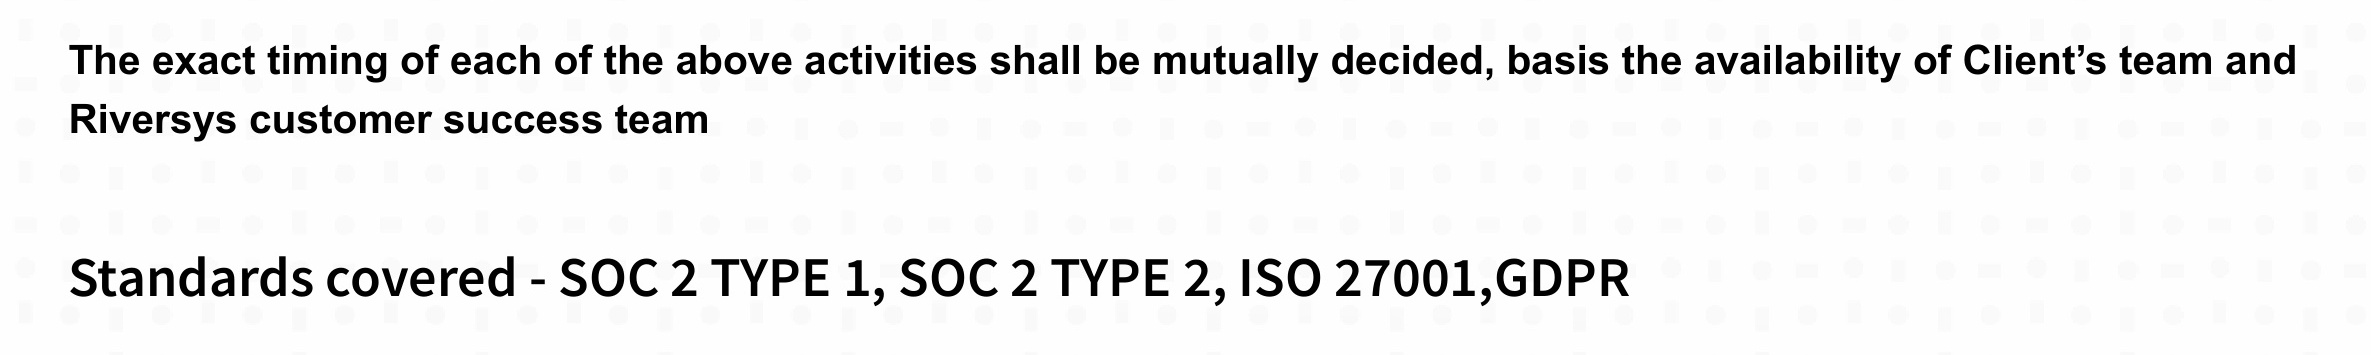 The exact timing of each of the above activities shall be mutually decided, basis the availability of Client’s team and
Riversys customer success team
Standards covered - SOC 2 TYPE 1, SOC 2 TYPE 2, ISO 27001,GDPR